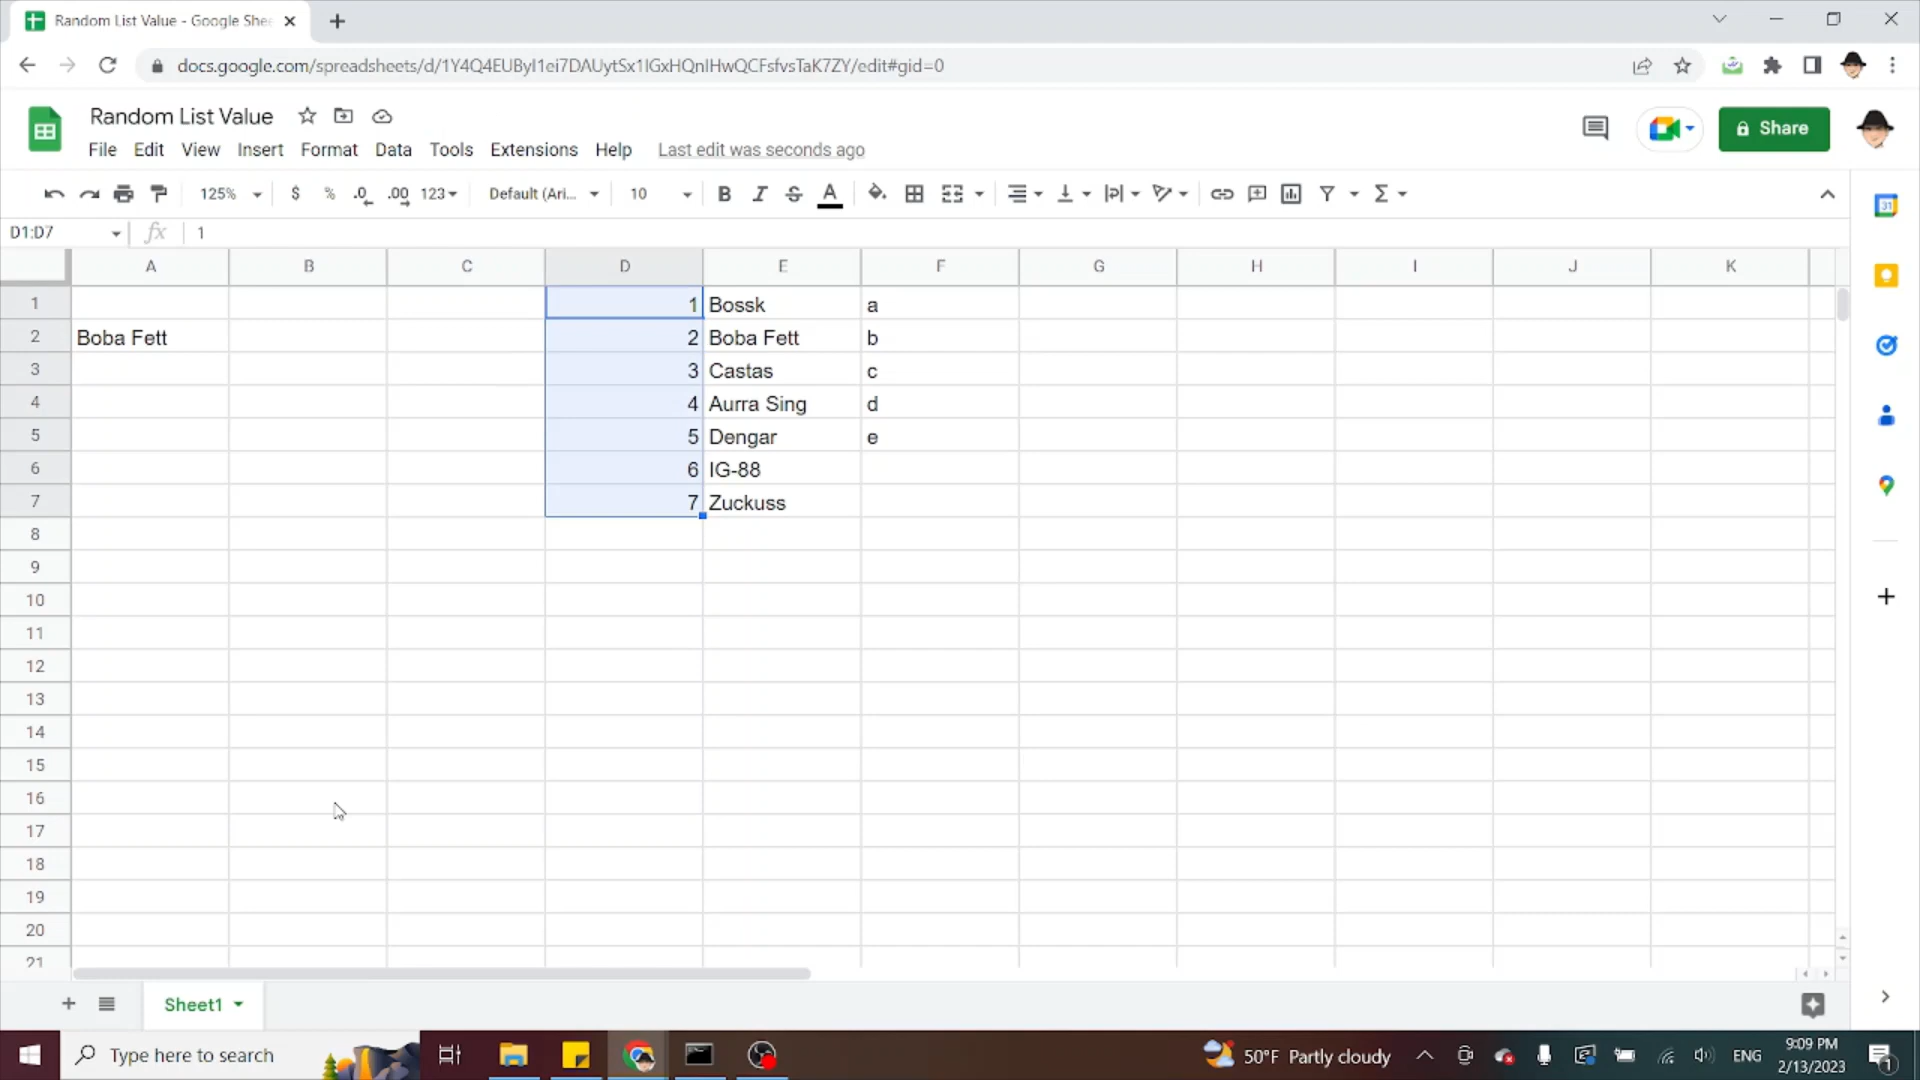 Random List Value - Google Shee
docs.google.com/spreadsheets/d/1Y4Q4EUByI1ei7DAUytSx1IGxHQnIHwQCFsfvsTaK7ZY/edit#gid=0
Random List Value
Share
File Edit View Insert Format Data Tools Extensions Help Last edit was seconds ago
125% $ % .0 .00 123 Default (Ari... 10 B I S A Σ
D1:D7 fx 1
A B C D E F G H I J K
1 1 Bossk a
2 Boba Fett 2 Boba Fett b
3 3 Castas c
4 4 Aurra Sing d
5 5 Dengar e
6 6 IG-88
7 7 Zuckuss
8
9
10
11
12
13
14
15
16
17
18
19
20
21
Sheet1
Type here to search
50°F Partly cloudy
ENG
9:09 PM
2/13/2023
1
31